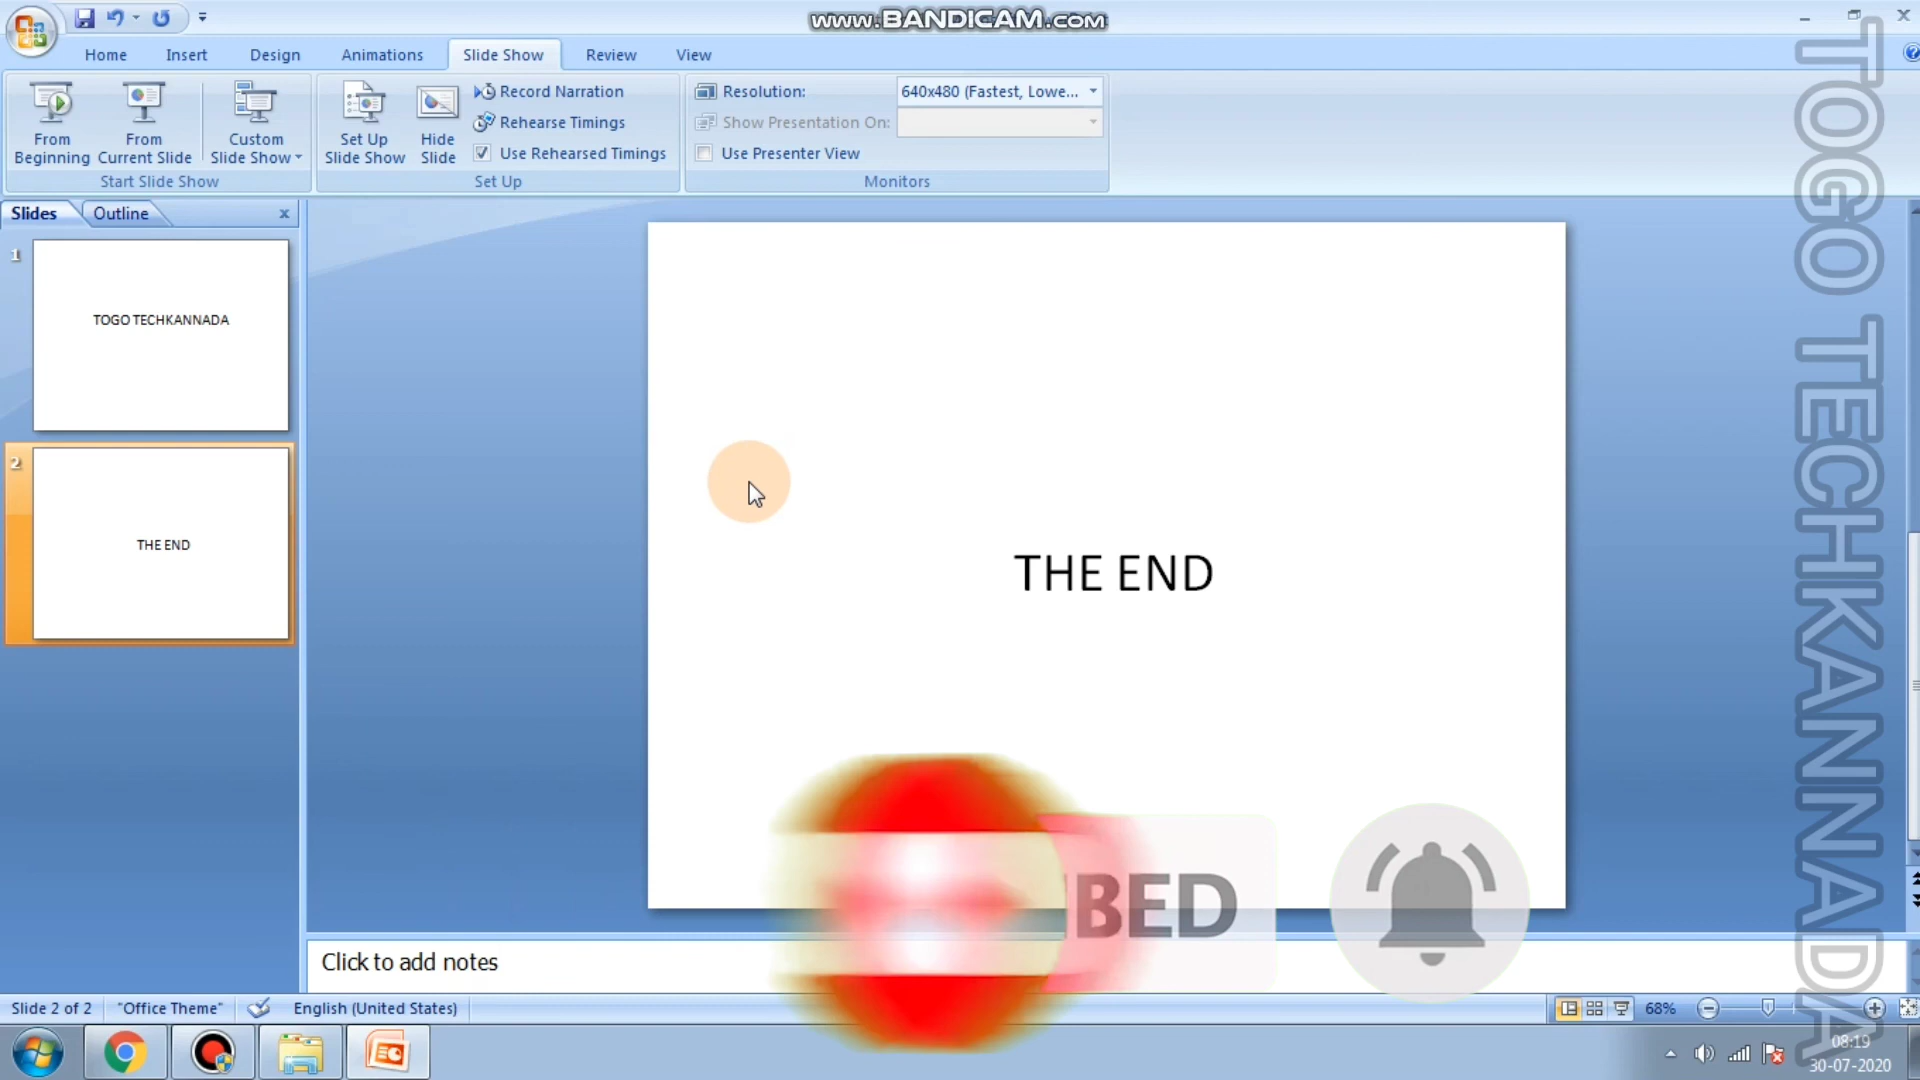 www.BANDICAM.com
Home Insert Design Animations Slide Show Review View
From Beginning
From Current Slide
Custom Slide Show
Start Slide Show
Set Up Slide Show
Hide Slide
Record Narration
Rehearse Timings
Use Rehearsed Timings
Set Up
Resolution: 640x480 (Fastest, Lowe...
Show Presentation On:
Use Presenter View
Monitors
Slides Outline
1
TOGO TECHKANNADA
2
THE END
THE END
BED
Click to add notes
Slide 2 of 2 "Office Theme" English (United States) 68%
08:19
30-07-2020
TOGO TECHKANNADA